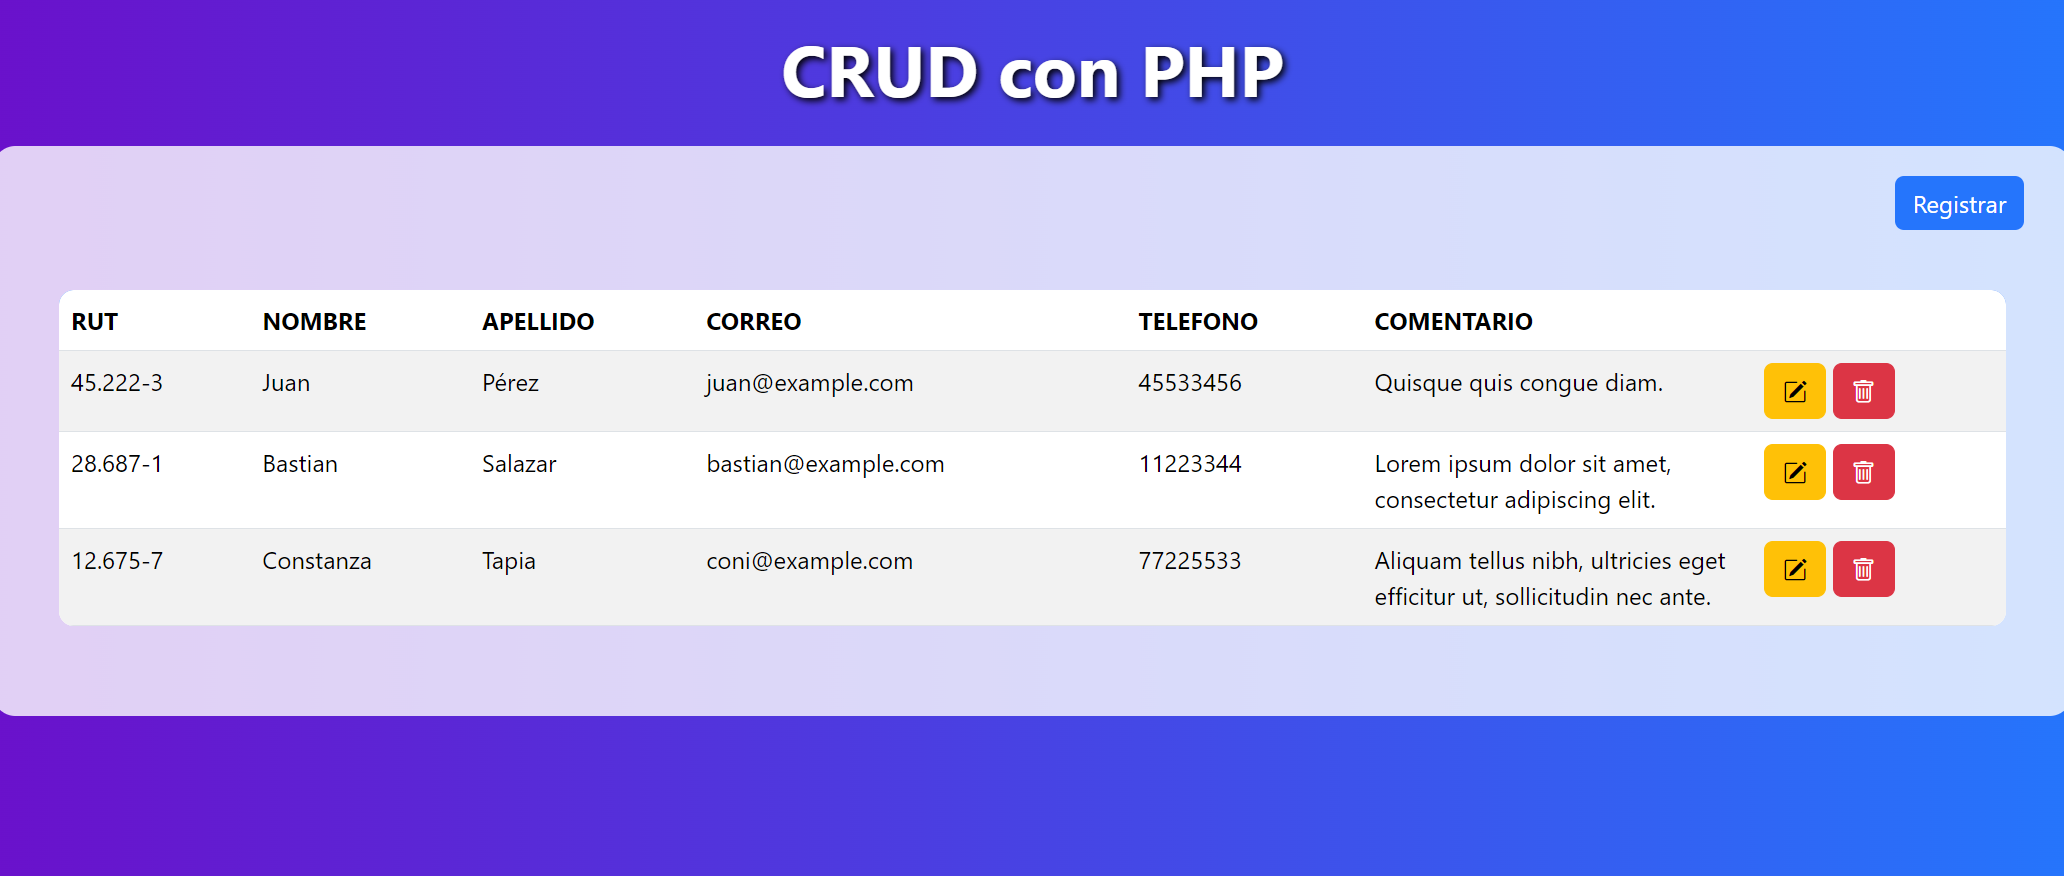 CRUD con PHP
Registrar
RUT NOMBRE APELLIDO CORREO TELEFONO COMENTARIO
45.222-3 Juan Pérez juan@example.com 45533456 Quisque quis congue diam.
28.687-1 Bastian Salazar bastian@example.com 11223344 Lorem ipsum dolor sit amet,
consectetur adipiscing elit.
12.675-7 Constanza Tapia coni@example.com 77225533 Aliquam tellus nibh, ultricies eget
efficitur ut, sollicitudin nec ante.